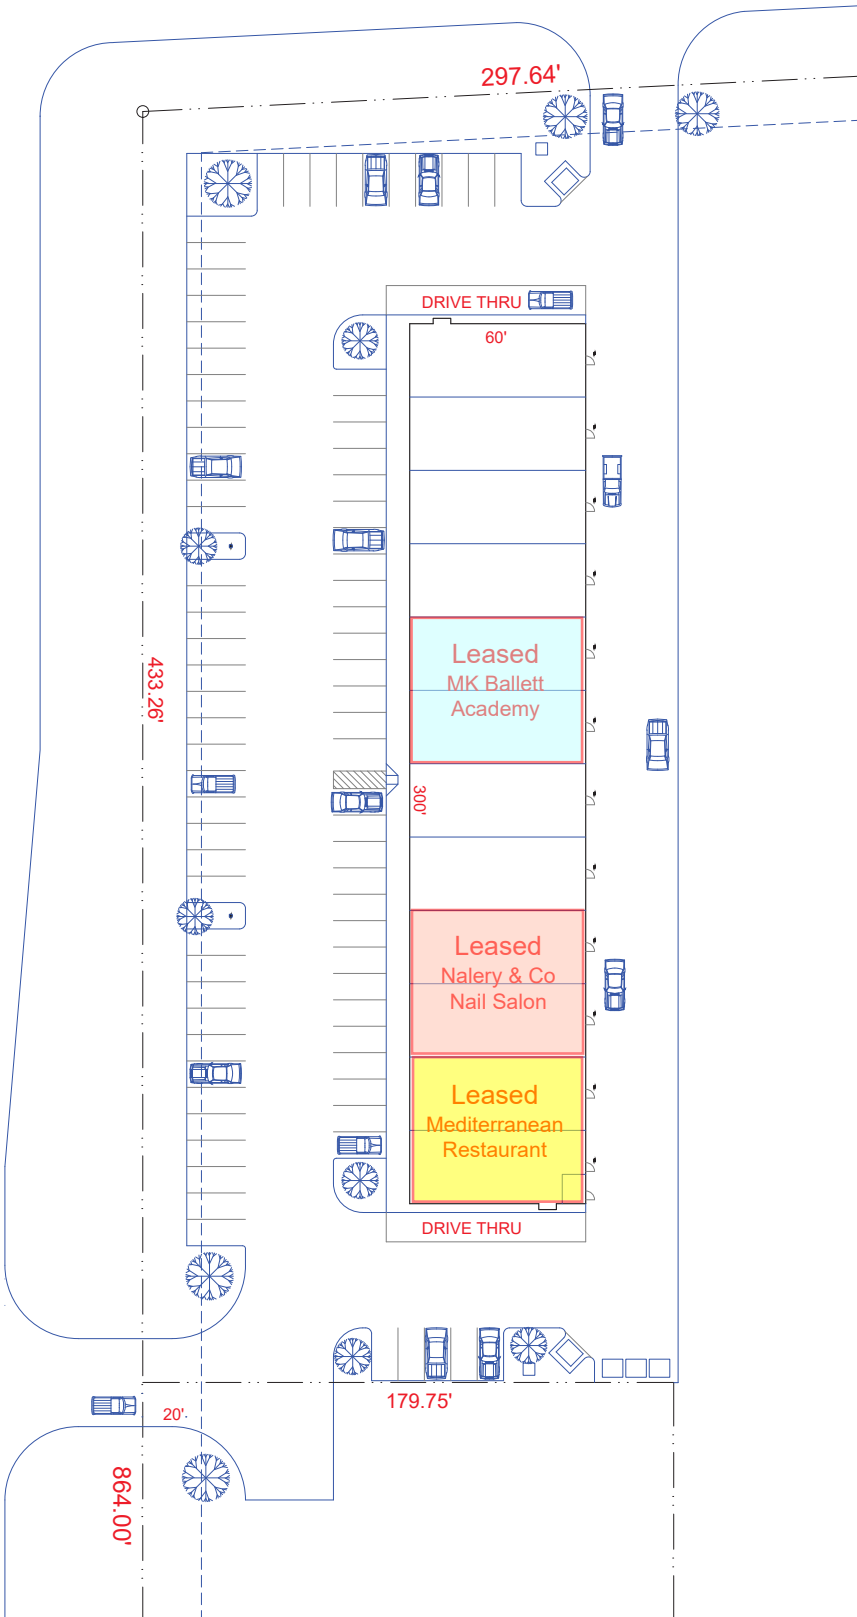 297.64'
DRIVE THRU
60'
Leased
MK Ballett
Academy
433.26'
300'
Leased
Nalery & Co
Nail Salon
Leased
Mediterranean
Restaurant
DRIVE THRU
179.75'
20'
864.00'